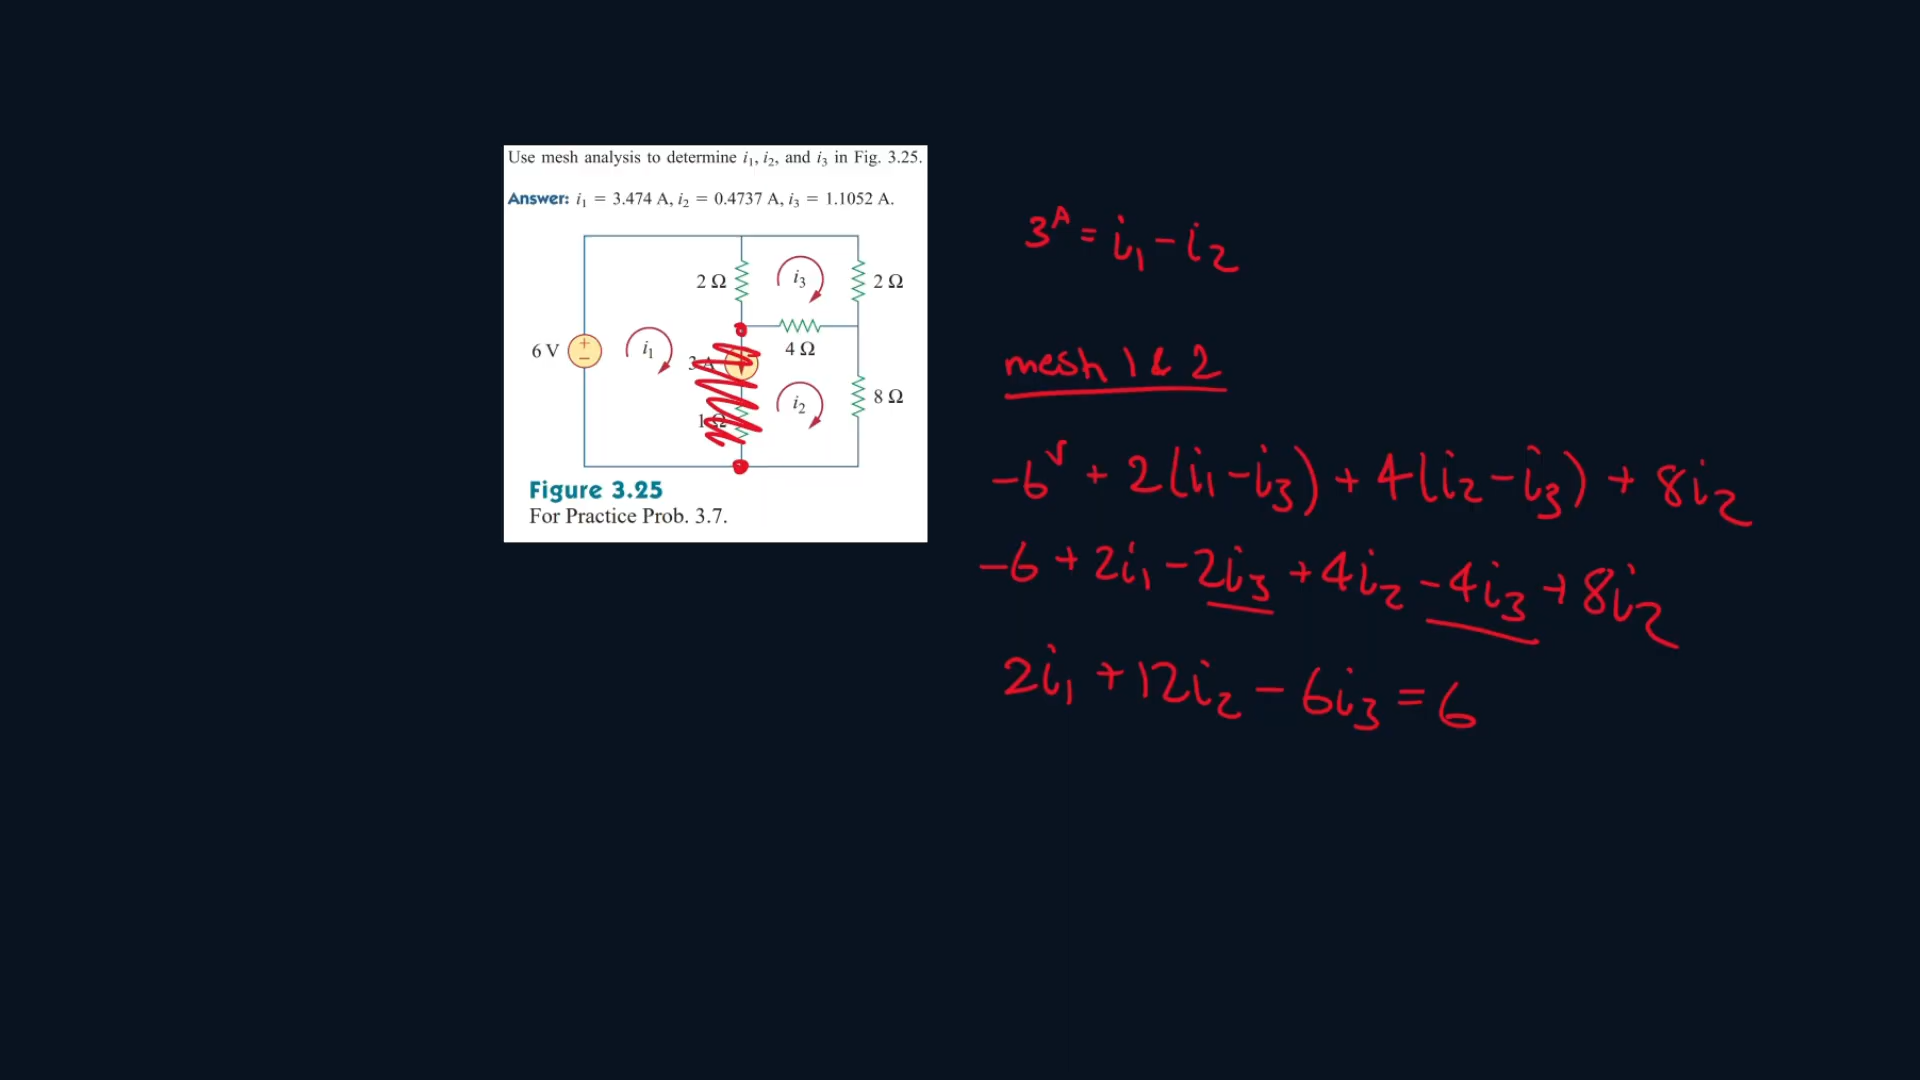 Use mesh analysis to determine i₁, i₂, and i₃ in Fig. 3.25.
Answer: i₁ = 3.474 A, i₂ = 0.4737 A, i₃ = 1.1052 A.
2 Ω
i₃
2 Ω
6 V
+
−
i₁
3 A
4 Ω
i₂
8 Ω
1 Ω
Figure 3.25
For Practice Prob. 3.7.
3ᴬ = i₁ - i₂
mesh 1 & 2
-6ᵛ + 2(i₁-i₃) + 4(i₂-i₃) + 8i₂
-6 + 2i₁ - 2i₃ + 4i₂ - 4i₃ + 8i₂
2i₁ + 12i₂ - 6i₃ = 6